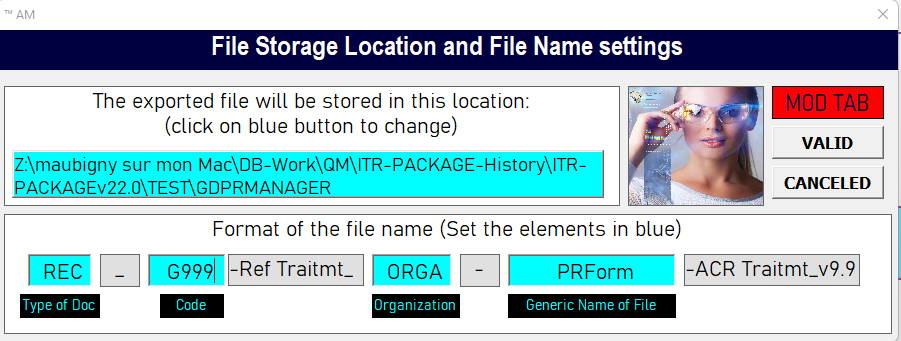 ™ AM
File Storage Location and File Name settings
The exported file will be stored in this location:
(click on blue button to change)
Z:\maubigny sur mon Mac\DB-Work\QM\ITR-PACKAGE-History\ITR-
PACKAGEv22.0\TEST\GDPRMANAGER
MOD TAB
VALID
CANCELED
Format of the file name (Set the elements in blue)
REC _ G999 -Ref Traitmt_ ORGA - PRForm -ACR Traitmt_v9.9
Type of Doc Code Organization Generic Name of File